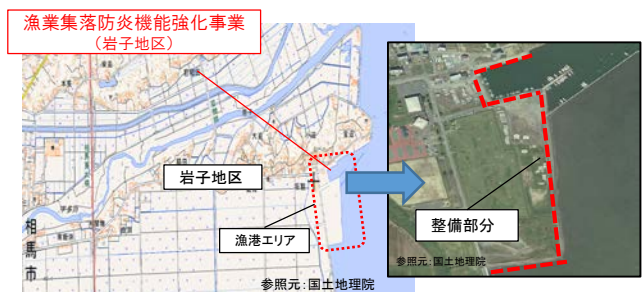 漁業集落防炎機能強化事業
（岩子地区）
岩子地区
漁港エリア
相馬市
参照元：国土地理院
整備部分
参照元：国土地理院